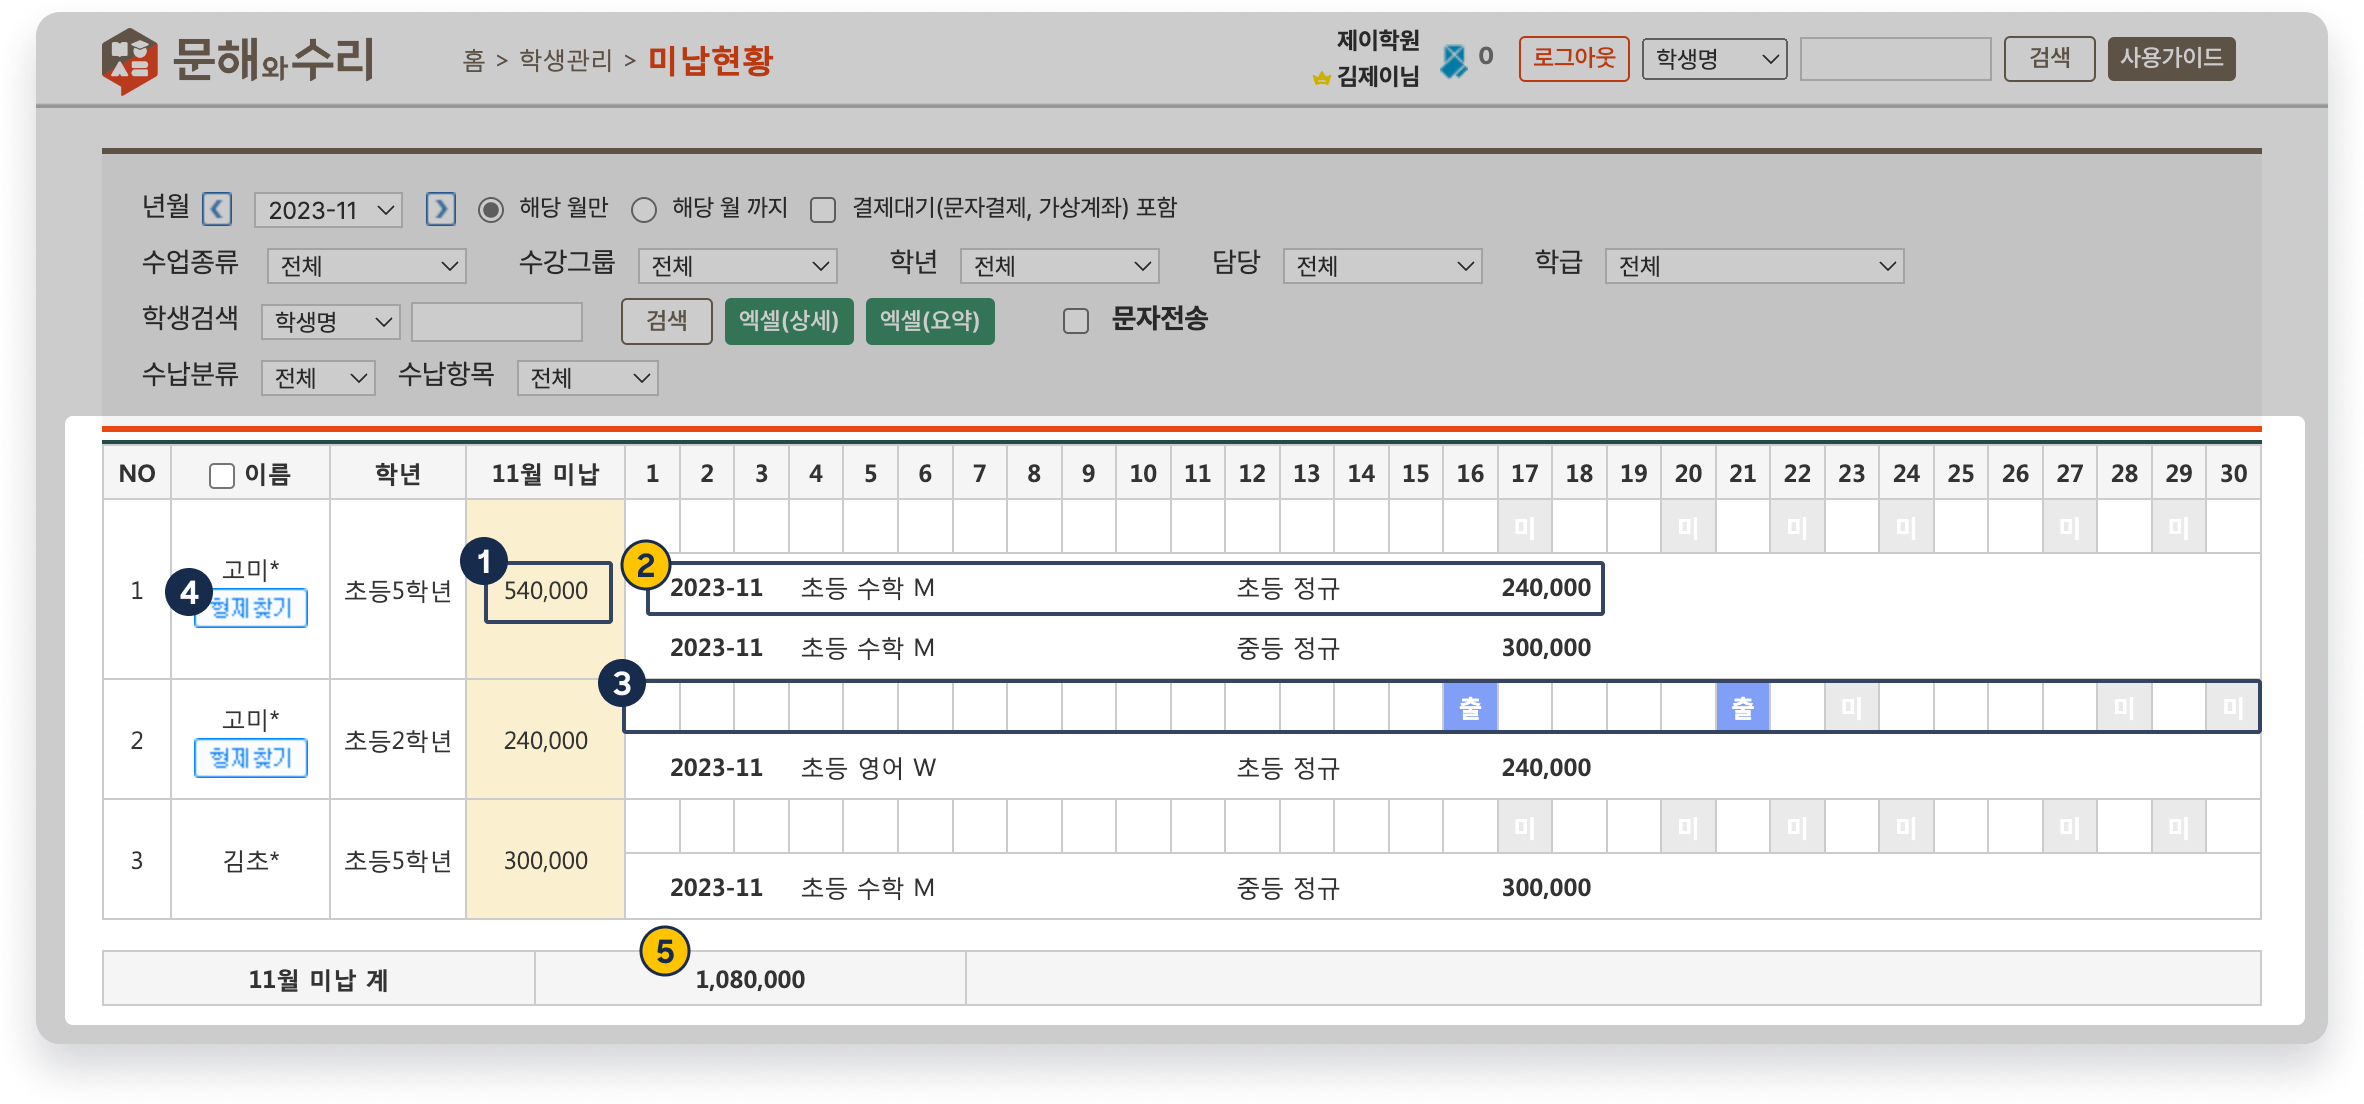 문해와수리
홈 > 학생관리 > 미납현황
제이학원
김제이님
0
로그아웃
학생명
검색
사용가이드
년월
2023-11
해당 월만
해당 월 까지
결제대기(문자결제, 가상계좌) 포함
수업종류 전체 수강그룹 전체 학년 전체 담당 전체 학급 전체
학생검색 학생명 검색 엑셀(상세) 엑셀(요약) 문자전송
수납분류 전체 수납항목 전체
NO 이름 학년 11월 미납 1 2 3 4 5 6 7 8 9 10 11 12 13 14 15 16 17 18 19 20 21 22 23 24 25 26 27 28 29 30
미 미 미 미 미 미
1 고미* 초등5학년 540,000
형제찾기
1
2
4
2023-11 초등 수학 M 초등 정규 240,000
2023-11 초등 수학 M 중등 정규 300,000
3
출 출 미 미 미
2 고미* 초등2학년 240,000
형제찾기
2023-11 초등 영어 W 초등 정규 240,000
미 미 미 미 미 미
3 김초* 초등5학년 300,000
2023-11 초등 수학 M 중등 정규 300,000
5
11월 미납 계 1,080,000